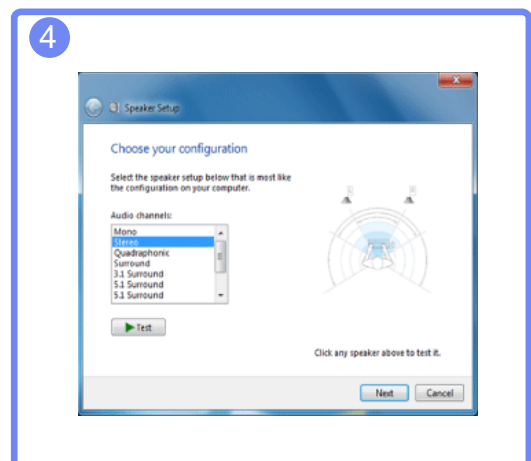 4
Speaker Setup
Choose your configuration
Select the speaker setup below that is most like
the configuration on your computer.
Audio channels:
Mono
Stereo
Quadraphonic
Surround
3.1 Surround
5.1 Surround
5.1 Surround
Test
Click any speaker above to test it.
Next
Cancel